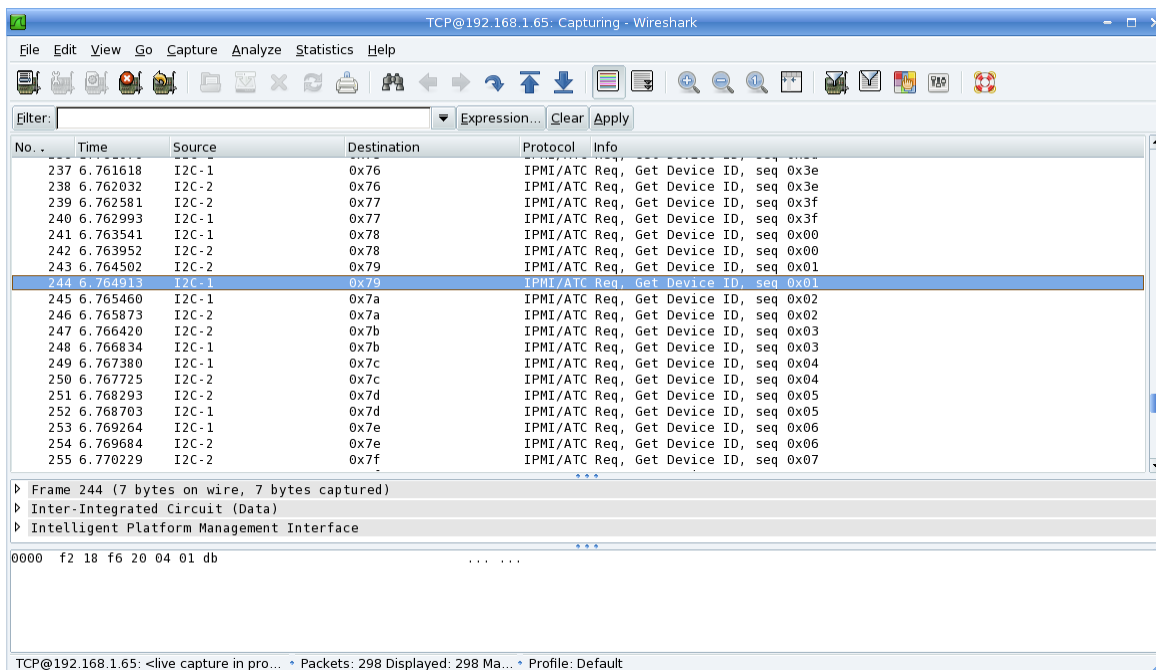 TCP@192.168.1.65: Capturing - Wireshark
File Edit View Go Capture Analyze Statistics Help
Filter: Expression... Clear Apply
No. . Time Source Destination Protocol Info
237 6.761618 I2C-1 0x76 IPMI/ATC Req, Get Device ID, seq 0x3e
238 6.762032 I2C-2 0x76 IPMI/ATC Req, Get Device ID, seq 0x3e
239 6.762581 I2C-2 0x77 IPMI/ATC Req, Get Device ID, seq 0x3f
240 6.762993 I2C-1 0x77 IPMI/ATC Req, Get Device ID, seq 0x3f
241 6.763541 I2C-1 0x78 IPMI/ATC Req, Get Device ID, seq 0x00
242 6.763952 I2C-2 0x78 IPMI/ATC Req, Get Device ID, seq 0x00
243 6.764502 I2C-2 0x79 IPMI/ATC Req, Get Device ID, seq 0x01
244 6.764913 I2C-1 0x79 IPMI/ATC Req, Get Device ID, seq 0x01
245 6.765460 I2C-1 0x7a IPMI/ATC Req, Get Device ID, seq 0x02
246 6.765873 I2C-2 0x7a IPMI/ATC Req, Get Device ID, seq 0x02
247 6.766420 I2C-2 0x7b IPMI/ATC Req, Get Device ID, seq 0x03
248 6.766834 I2C-1 0x7b IPMI/ATC Req, Get Device ID, seq 0x03
249 6.767380 I2C-1 0x7c IPMI/ATC Req, Get Device ID, seq 0x04
250 6.767725 I2C-2 0x7c IPMI/ATC Req, Get Device ID, seq 0x04
251 6.768293 I2C-2 0x7d IPMI/ATC Req, Get Device ID, seq 0x05
252 6.768703 I2C-1 0x7d IPMI/ATC Req, Get Device ID, seq 0x05
253 6.769264 I2C-1 0x7e IPMI/ATC Req, Get Device ID, seq 0x06
254 6.769684 I2C-2 0x7e IPMI/ATC Req, Get Device ID, seq 0x06
255 6.770229 I2C-2 0x7f IPMI/ATC Req, Get Device ID, seq 0x07
Frame 244 (7 bytes on wire, 7 bytes captured)
Inter-Integrated Circuit (Data)
Intelligent Platform Management Interface
0000 f2 18 f6 20 04 01 db ... ...
TCP@192.168.1.65: <live capture in pro... Packets: 298 Displayed: 298 Ma... Profile: Default